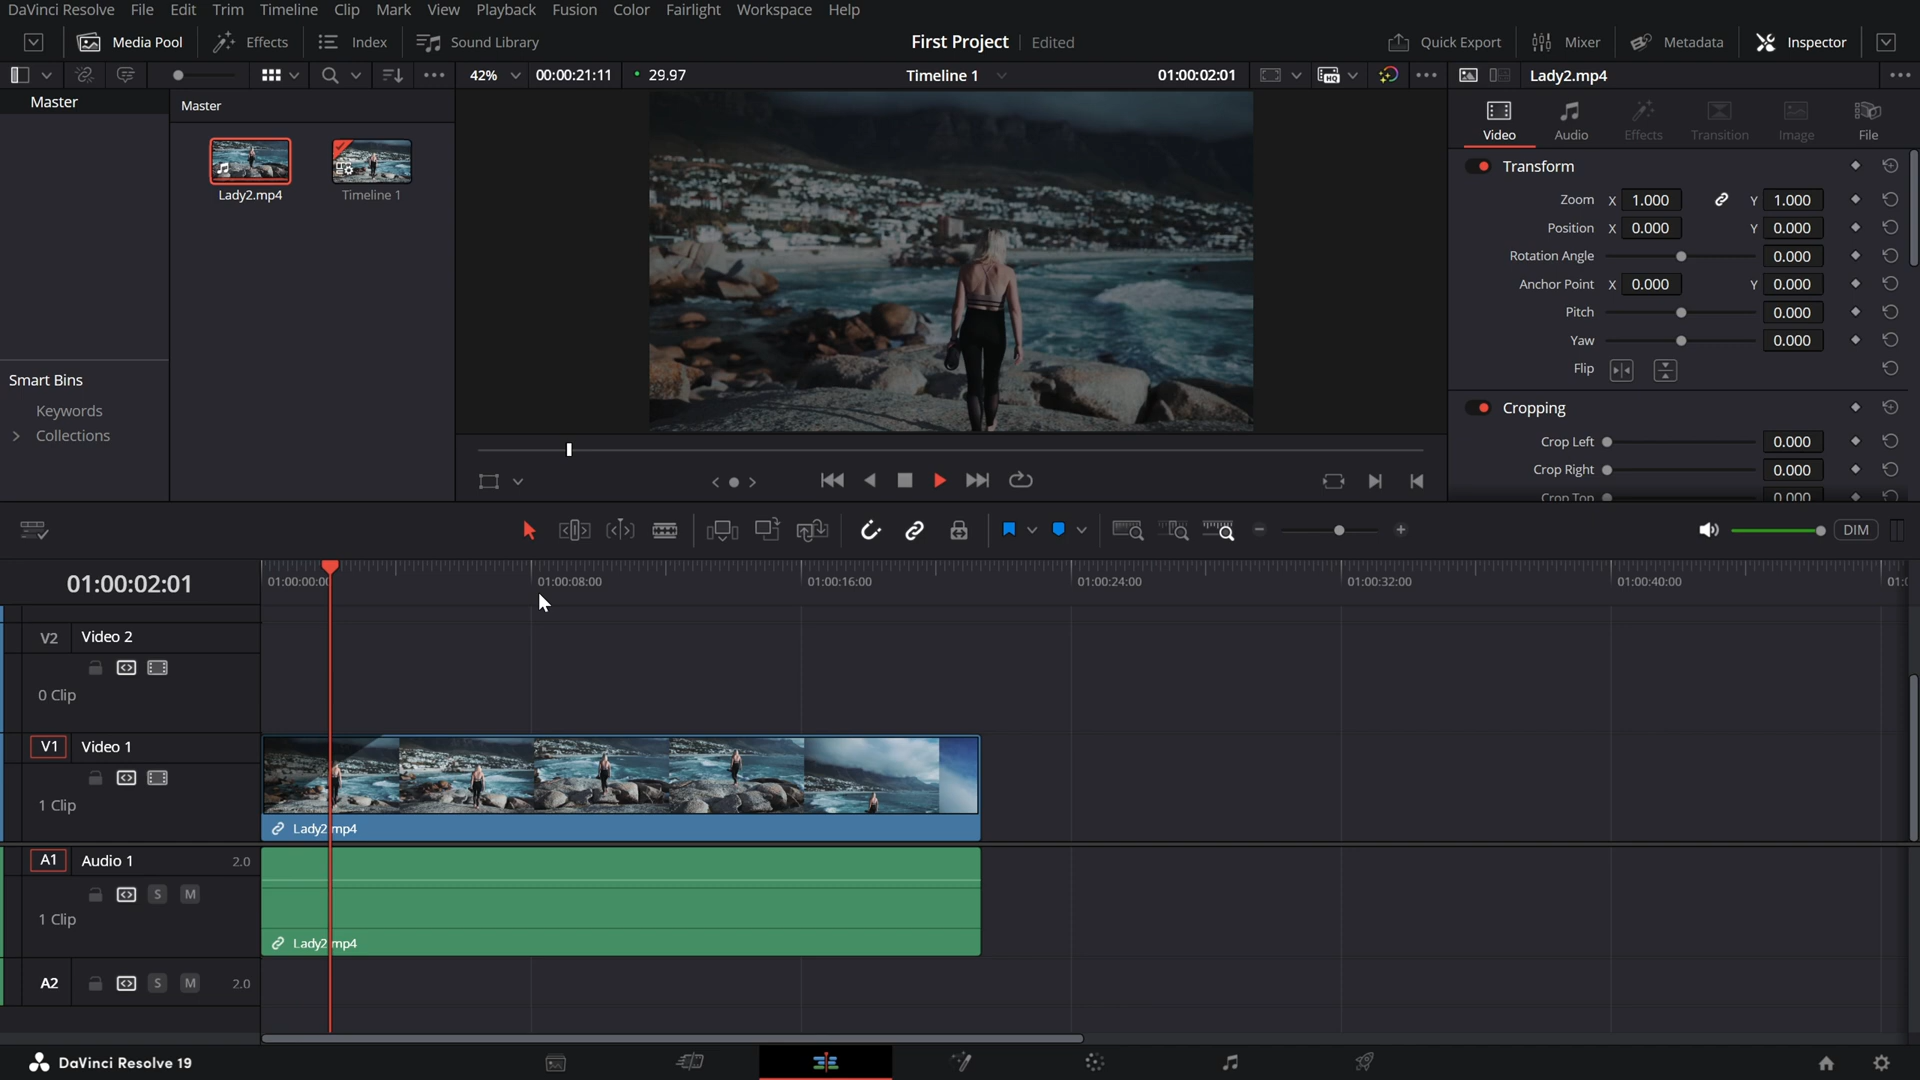 DaVinci Resolve File Edit Trim Timeline Clip Mark View Playback Fusion Color Fairlight Workspace Help
Media Pool Effects Index Sound Library First Project Edited Quick Export Mixer Metadata Inspector
42% 00:00:21:11 29.97 Timeline 1 01:00:02:01 HQ Lady2.mp4
Master Master
Video Audio Effects Transition Image File
Lady2.mp4 Timeline 1
Transform
Zoom X 1.000 Y 1.000
Position X 0.000 Y 0.000
Rotation Angle 0.000
Anchor Point X 0.000 Y 0.000
Pitch 0.000
Yaw 0.000
Flip
Smart Bins
Keywords
Collections
Cropping
Crop Left 0.000
Crop Right 0.000
Crop Top 0.000
DIM
01:00:02:01 01:00:00:00 01:00:08:00 01:00:16:00 01:00:24:00 01:00:32:00 01:00:40:00
V2 Video 2
0 Clip
V1 Video 1
1 Clip
Lady2.mp4
A1 Audio 1 2.0
S M
1 Clip
Lady2.mp4
A2 S M 2.0
DaVinci Resolve 19